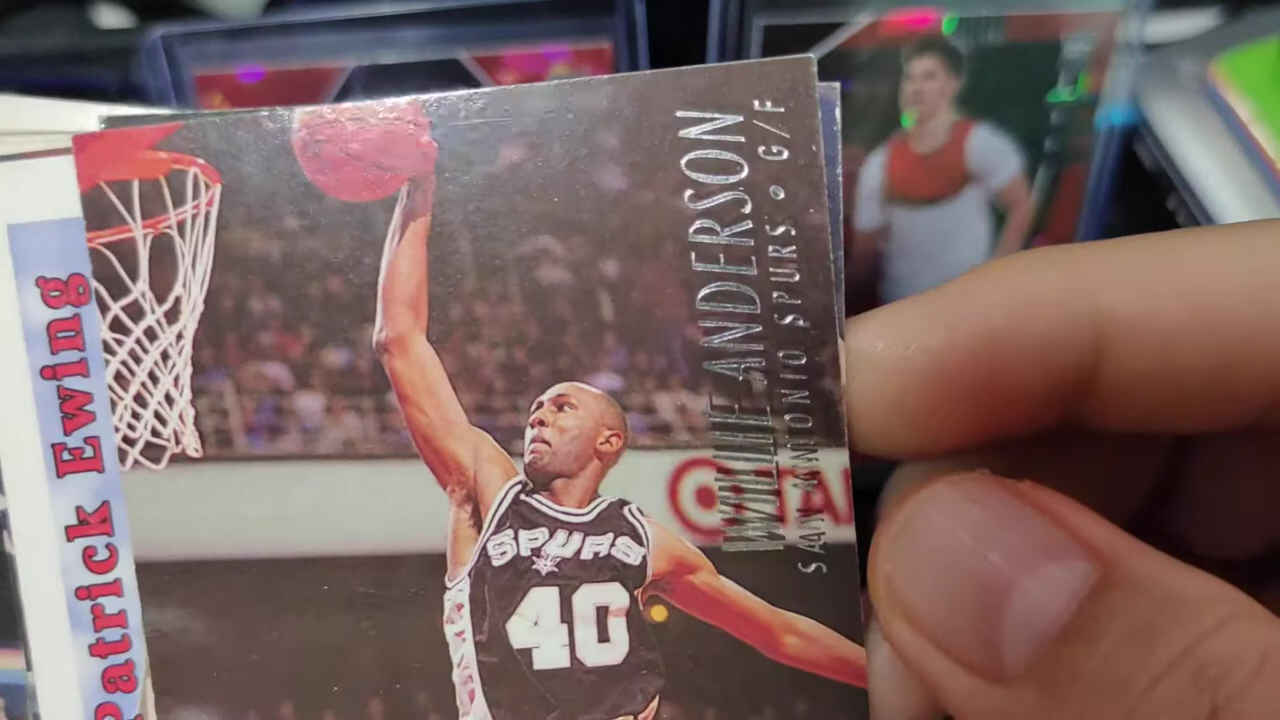 Patrick Ewing
WILLIE ANDERSON
SAN ANTONIO SPURS • G/F
SPURS
40